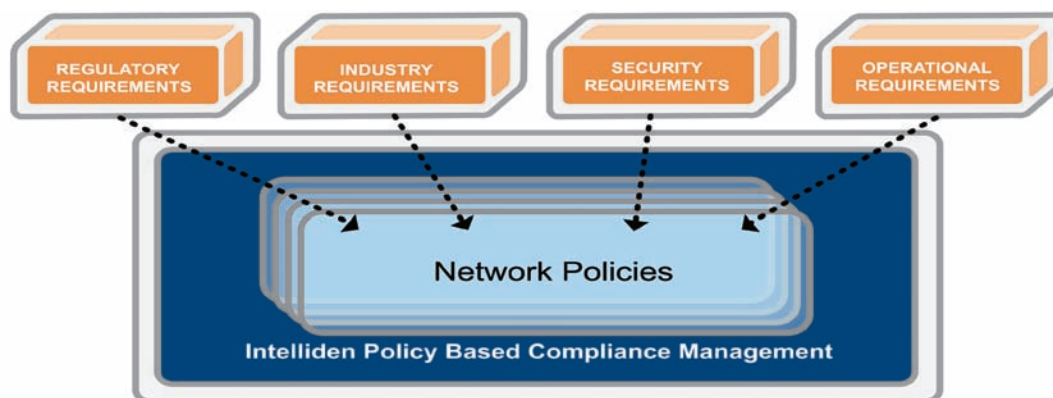 REGULATORY
REQUIREMENTS
INDUSTRY
REQUIREMENTS
SECURITY
REQUIREMENTS
OPERATIONAL
REQUIREMENTS
Network Policies
Intelliden Policy Based Compliance Management